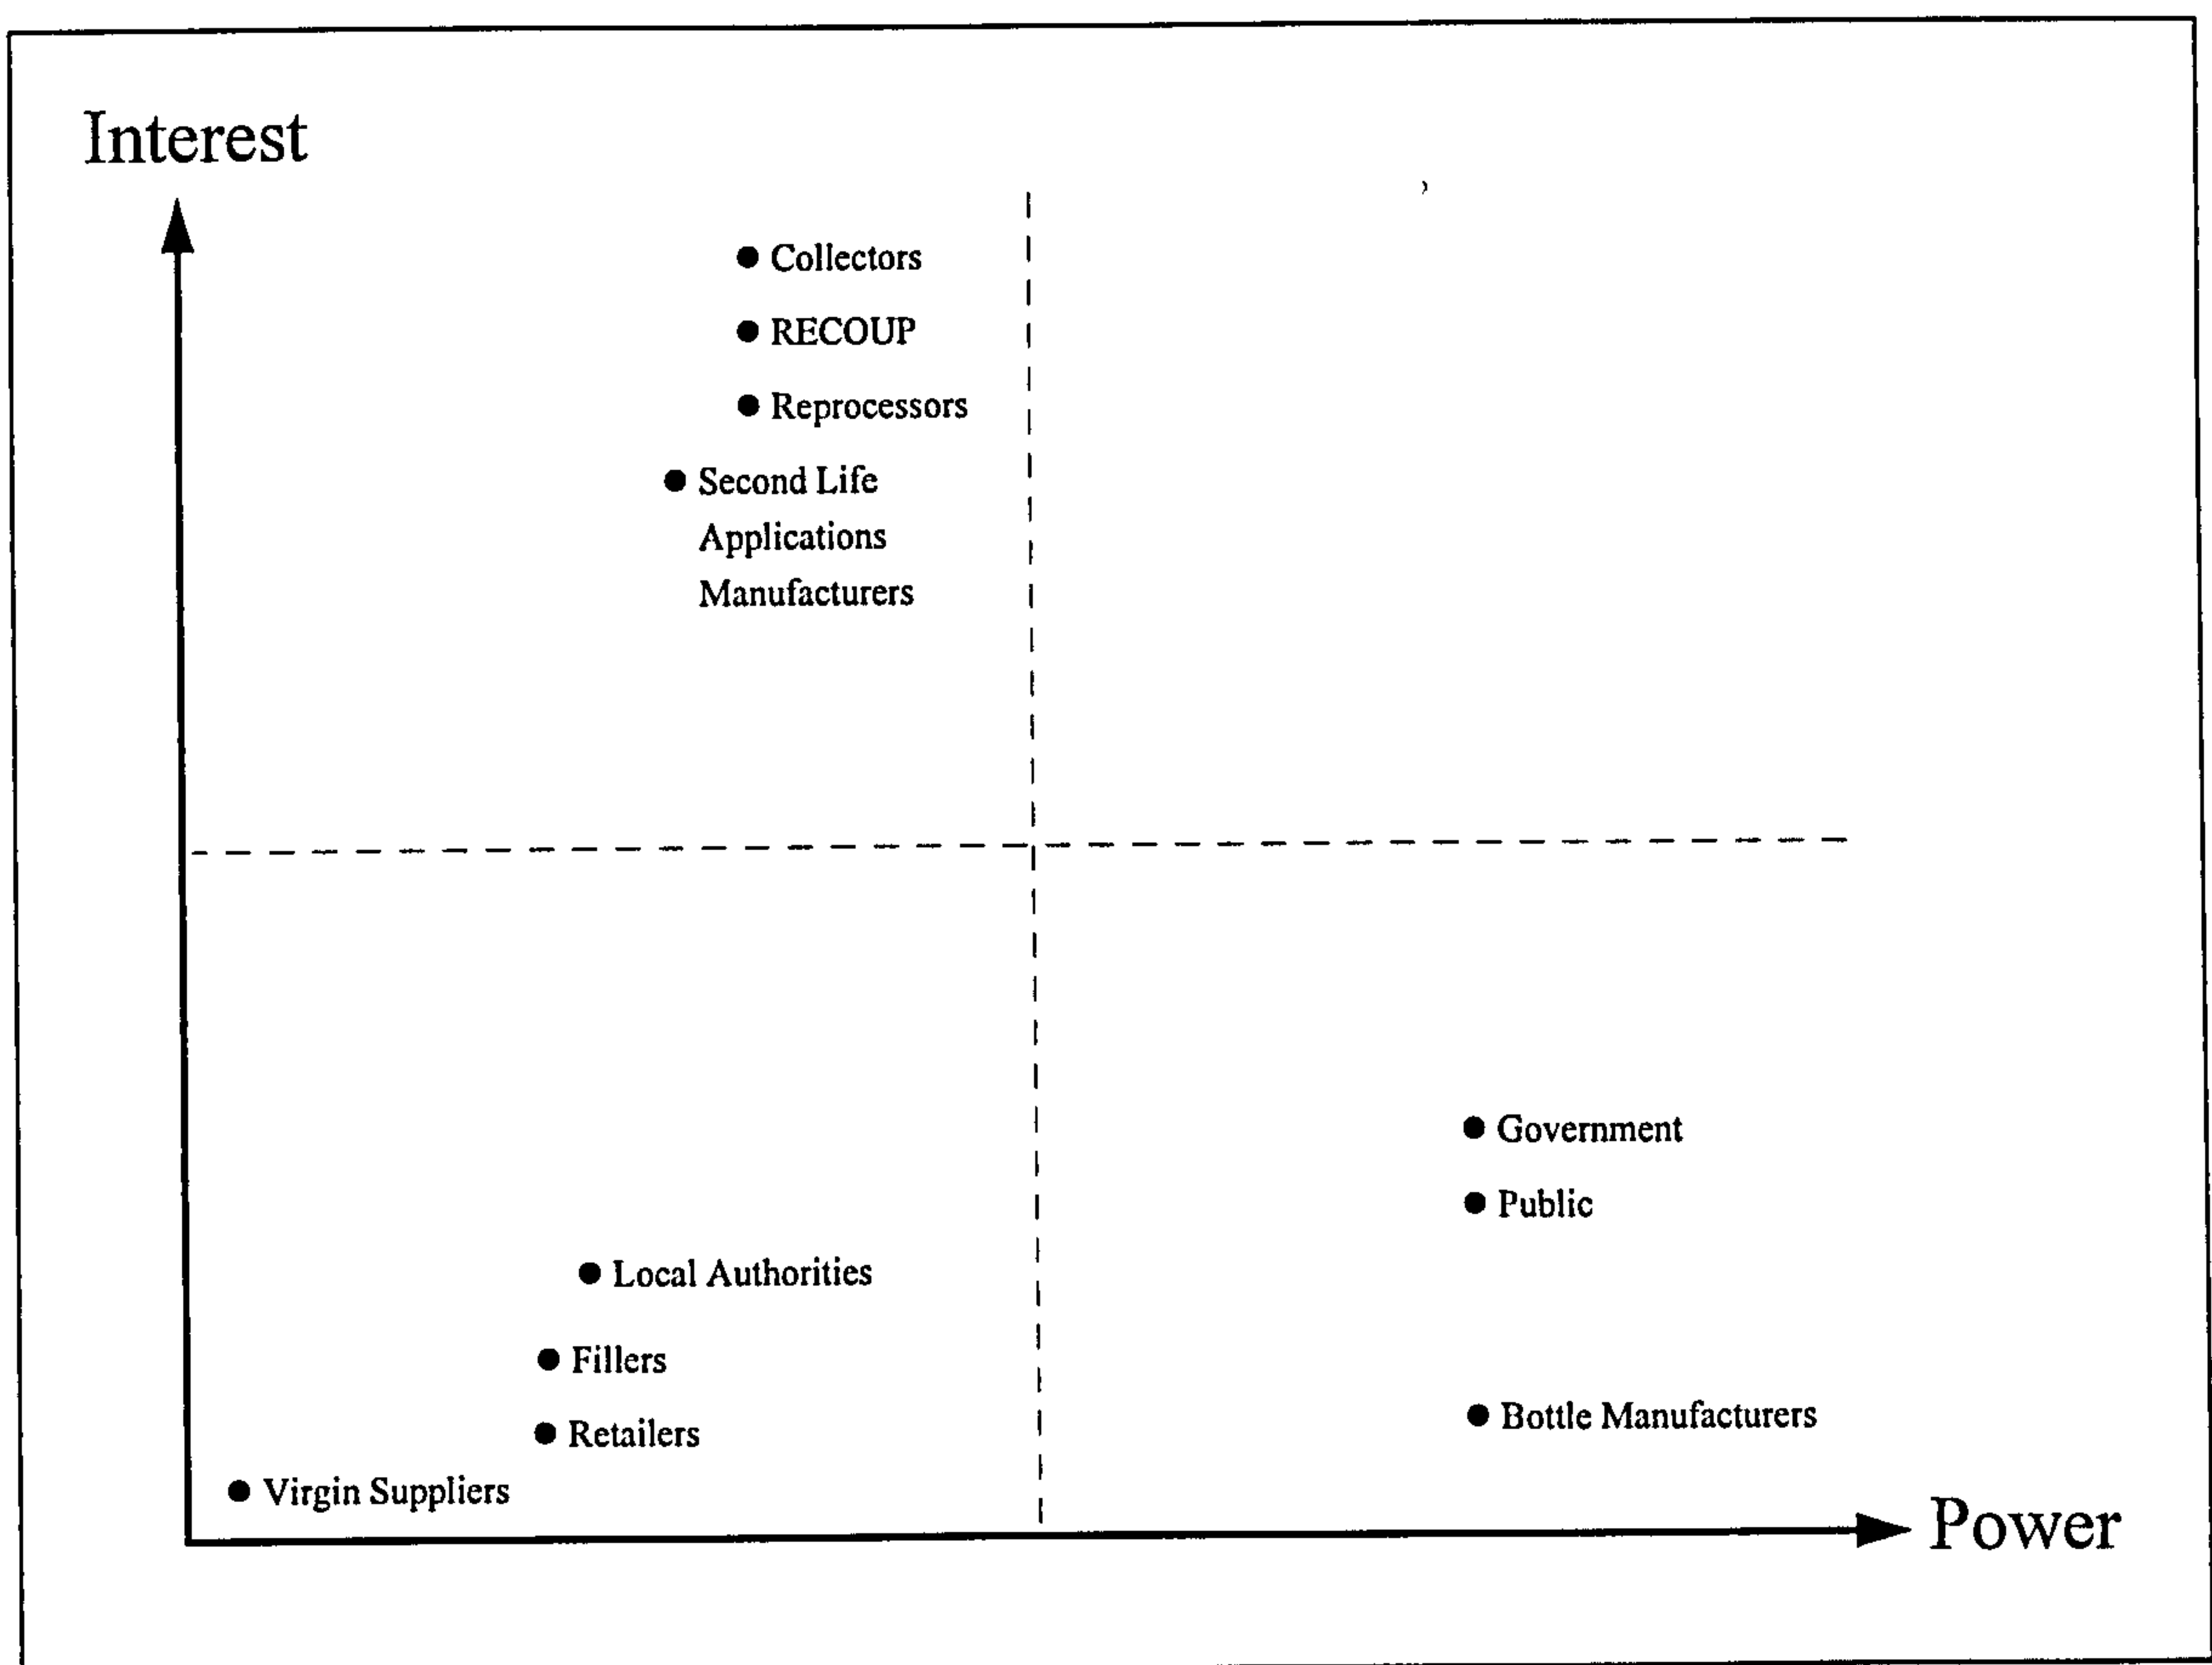 Interest
Collectors
RECOUP
Reprocessors
Second Life
Applications
Manufacturers
Government
Public
Local Authorities
Fillers
Bottle Manufacturers
Retailers
Virgin Suppliers
Power